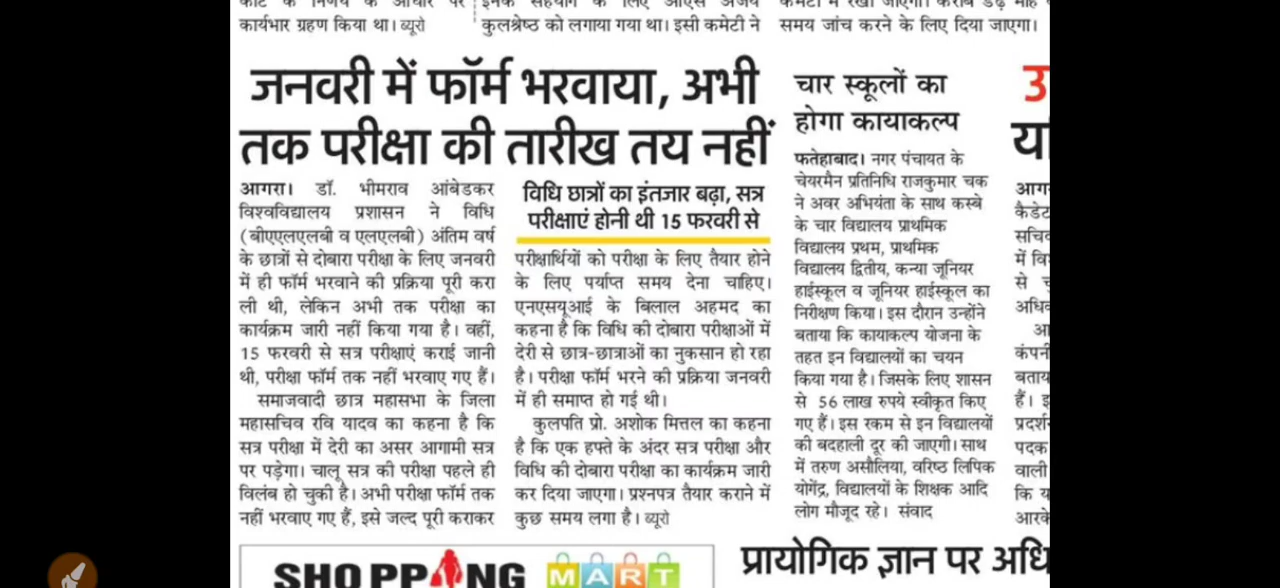 कार्यभार ग्रहण किया था। ब्यूरो
कुलश्रेष्ठ को लगाया गया था। इसी कमेटी ने
समय जांच करने के लिए दिया जाएगा।
जनवरी में फॉर्म भरवाया, अभी
तक परीक्षा की तारीख तय नहीं
आगरा। डॉ. भीमराव आंबेडकर
विश्वविद्यालय प्रशासन ने विधि
(बीएएलएलबी व एलएलबी) अंतिम वर्ष
के छात्रों से दोबारा परीक्षा के लिए जनवरी
में ही फॉर्म भरवाने की प्रक्रिया पूरी करा
ली थी, लेकिन अभी तक परीक्षा का
कार्यक्रम जारी नहीं किया गया है। वहीं,
15 फरवरी से सत्र परीक्षाएं कराई जानी
थी, परीक्षा फॉर्म तक नहीं भरवाए गए हैं।
समाजवादी छात्र महासभा के जिला
महासचिव रवि यादव का कहना है कि
सत्र परीक्षा में देरी का असर आगामी सत्र
पर पड़ेगा। चालू सत्र की परीक्षा पहले ही
विलंब हो चुकी है। अभी परीक्षा फॉर्म तक
नहीं भरवाए गए हैं, इसे जल्द पूरी कराकर
विधि छात्रों का इंतजार बढ़ा, सत्र
परीक्षाएं होनी थी 15 फरवरी से
परीक्षार्थियों को परीक्षा के लिए तैयार होने
के लिए पर्याप्त समय देना चाहिए।
एनएसयूआई के बिलाल अहमद का
कहना है कि विधि की दोबारा परीक्षाओं में
देरी से छात्र-छात्राओं का नुकसान हो रहा
है। परीक्षा फॉर्म भरने की प्रक्रिया जनवरी
में ही समाप्त हो गई थी।
कुलपति प्रो. अशोक मित्तल का कहना
है कि एक हफ्ते के अंदर सत्र परीक्षा और
विधि की दोबारा परीक्षा का कार्यक्रम जारी
कर दिया जाएगा। प्रश्नपत्र तैयार कराने में
कुछ समय लगा है। ब्यूरो
चार स्कूलों का
होगा कायाकल्प
फतेहाबाद। नगर पंचायत के
चेयरमैन प्रतिनिधि राजकुमार चक
ने अवर अभियंता के साथ कस्बे
के चार विद्यालय प्राथमिक
विद्यालय प्रथम, प्राथमिक
विद्यालय द्वितीय, कन्या जूनियर
हाईस्कूल व जूनियर हाईस्कूल का
निरीक्षण किया। इस दौरान उन्होंने
बताया कि कायाकल्प योजना के
तहत इन विद्यालयों का चयन
किया गया है। जिसके लिए शासन
से 56 लाख रुपये स्वीकृत किए
गए हैं। इस रकम से इन विद्यालयों
की बदहाली दूर की जाएगी। साथ
में तरुण असौलिया, वरिष्ठ लिपिक
योगेंद्र, विद्यालयों के शिक्षक आदि
लोग मौजूद रहे। संवाद
कैडेट
सचिव
में वि
से च
अधि
कंपनी
बताय
हैं। इ
प्रदर्श
पदक
वाली
कि य
आरके
SHOPPING MART
प्रायोगिक ज्ञान पर अधि